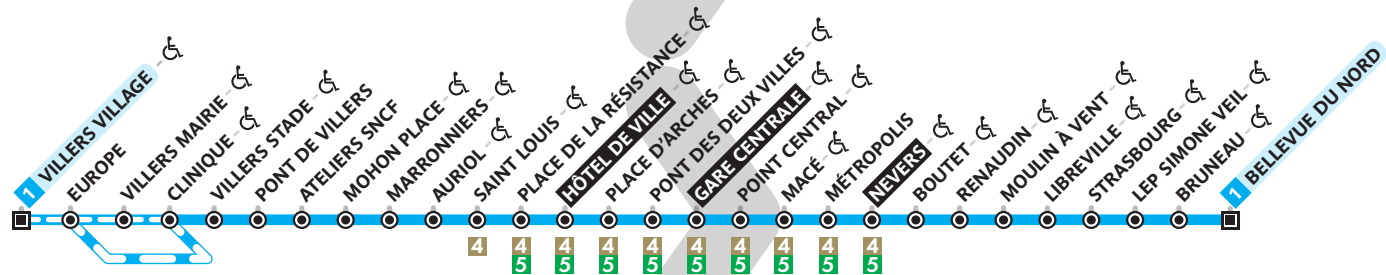 1 VILLERS VILLAGE
EUROPE
VILLERS MAIRIE
CLINIQUE
VILLERS STADE
PONT DE VILLERS
ATELIERS SNCF
MOHON PLACE
MARRONNIERS
AURIOL
SAINT LOUIS
PLACE DE LA RÉSISTANCE
HÔTEL DE VILLE
PLACE D'ARCHES
PONT DES DEUX VILLES
GARE CENTRALE
POINT CENTRAL
MACÉ
MÉTROPOLIS
NEVERS
BOUTET
RENAUDIN
MOULIN À VENT
LIBREVILLE
STRASBOURG
LEP SIMONE VEIL
BRUNEAU
1 BELLEVUE DU NORD
4 4 4 4 4 4 4 4 4 4
5 5 5 5 5 5 5 5 5